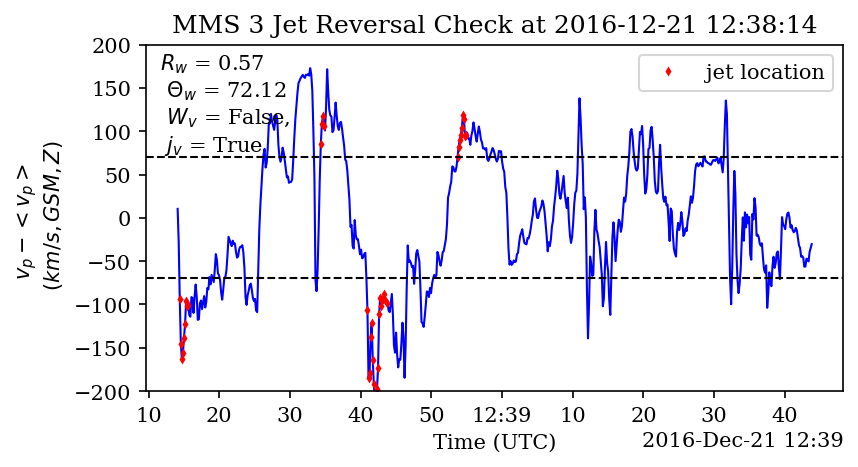 MMS 3 Jet Reversal Check at 2016-12-21 12:38:14
R_w = 0.57
Θ_w = 72.12
W_v = False,
j_v = True
jet location
v_p − <v_p>
(km/s, GSM, Z)
200
150
100
50
0
−50
−100
−150
−200
10 20 30 40 50 12:39 10 20 30 40
Time (UTC)
2016-Dec-21 12:39